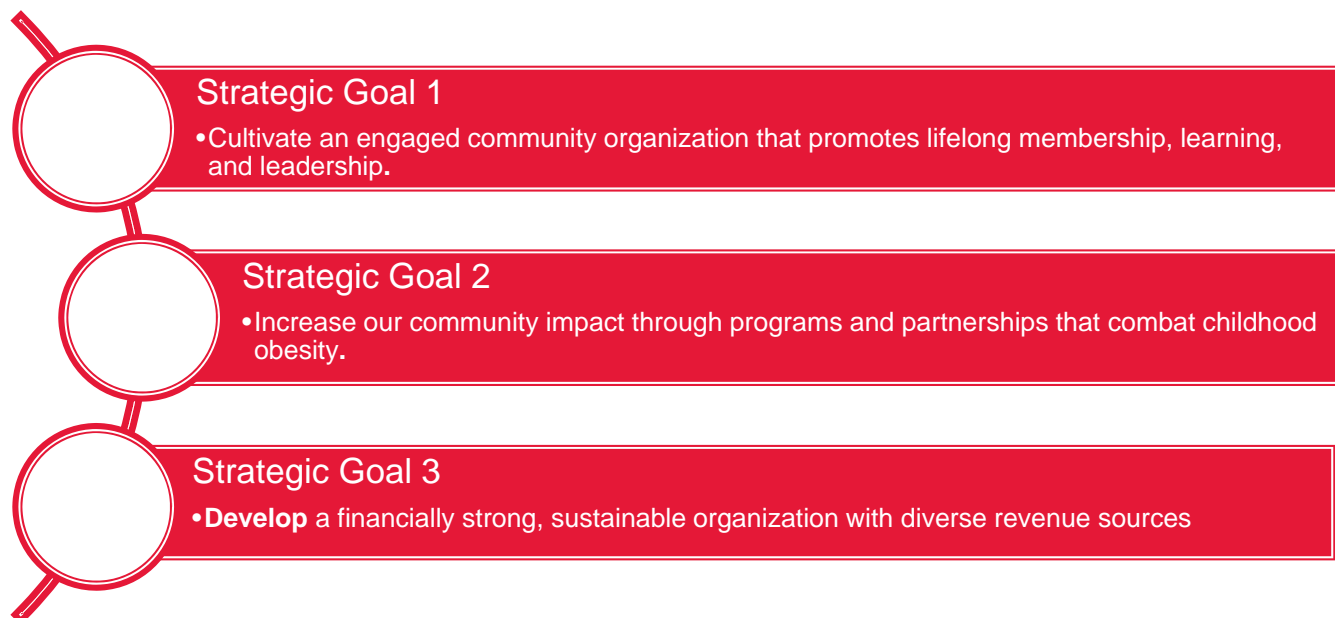 Strategic Goal 1
•Cultivate an engaged community organization that promotes lifelong membership, learning,
and leadership.
Strategic Goal 2
•Increase our community impact through programs and partnerships that combat childhood
obesity.
Strategic Goal 3
•Develop a financially strong, sustainable organization with diverse revenue sources